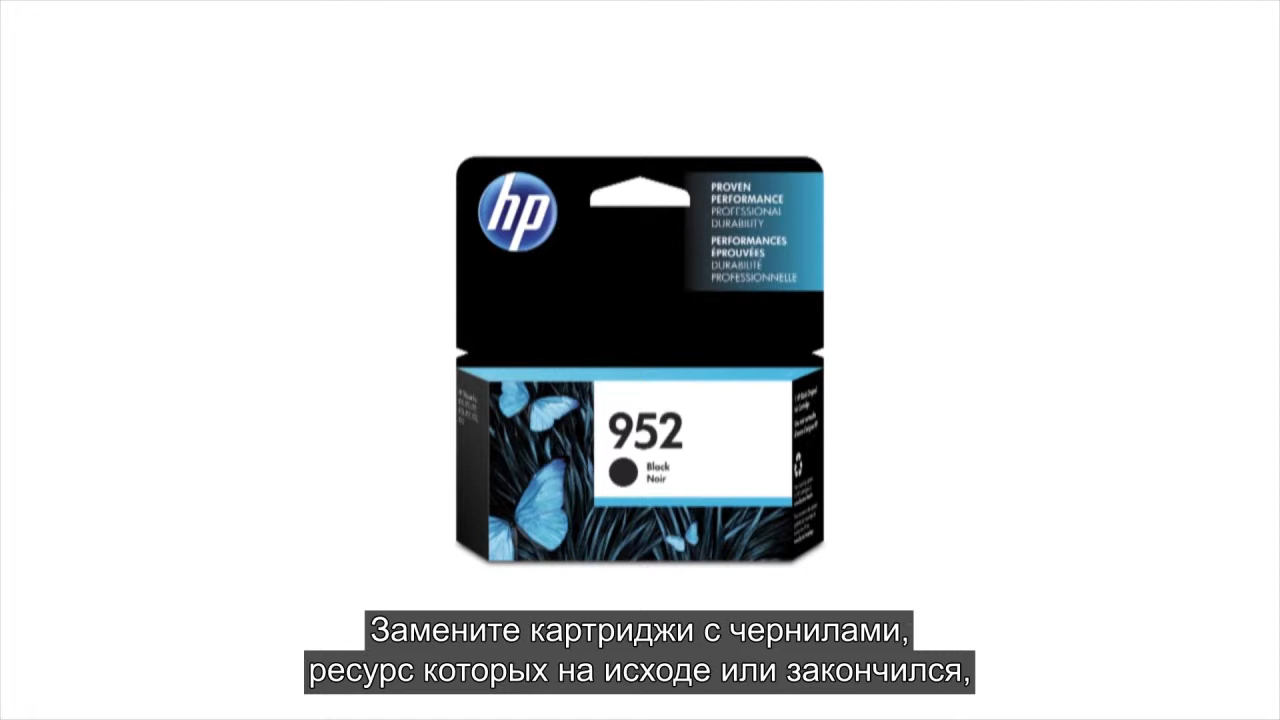 hp
PROVEN
PERFORMANCE
PROFESSIONAL
DURABILITY
PERFORMANCES
ÉPROUVÉES
DURABILITÉ
PROFESSIONNELLE
952
Black
Noir
Замените картриджи с чернилами,
ресурс которых на исходе или закончился,